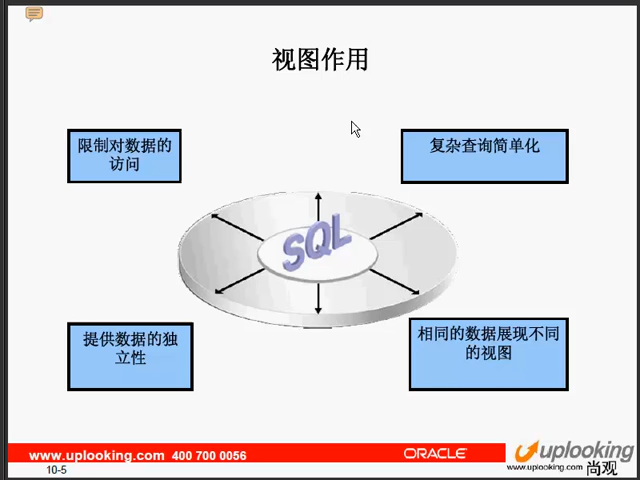 视图作用
限制对数据的
访问
复杂查询简单化
SQL
提供数据的独
立性
相同的数据展现不同
的视图
www.uplooking.com 400 700 0056
ORACLE
uplooking
www.uplooking.com 尚观
10-5